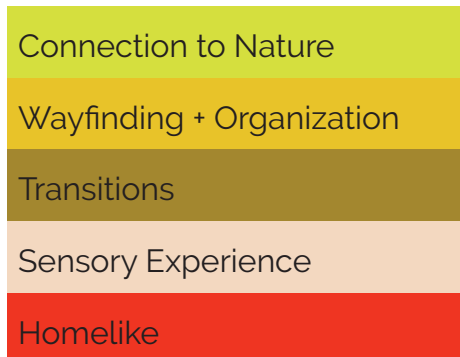 Connection to Nature
Wayfinding + Organization
Transitions
Sensory Experience
Homelike